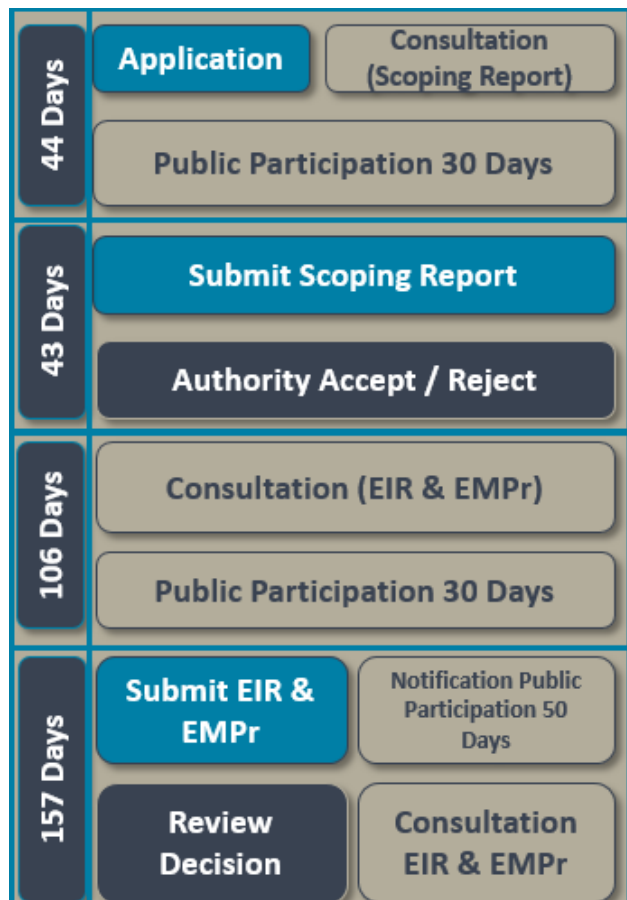 44 Days
Application
Consultation
(Scoping Report)
Public Participation 30 Days
43 Days
Submit Scoping Report
Authority Accept / Reject
106 Days
Consultation (EIR & EMPr)
Public Participation 30 Days
157 Days
Submit EIR &
EMPr
Notification Public
Participation 50
Days
Review
Decision
Consultation
EIR & EMPr